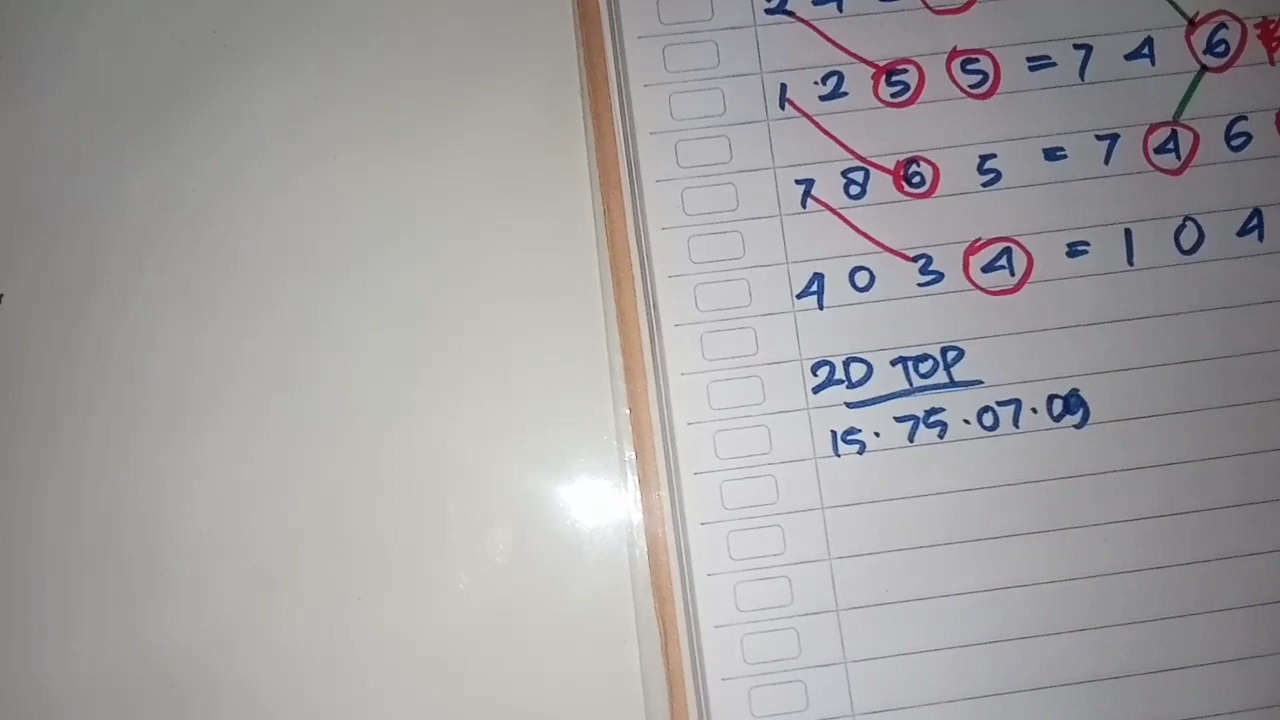 1 2 5 5 = 7 4 6
7 8 6 5 = 7 4 6
4 0 3 4 = 1 0 4
2D TOP
15. 75. 07. 09